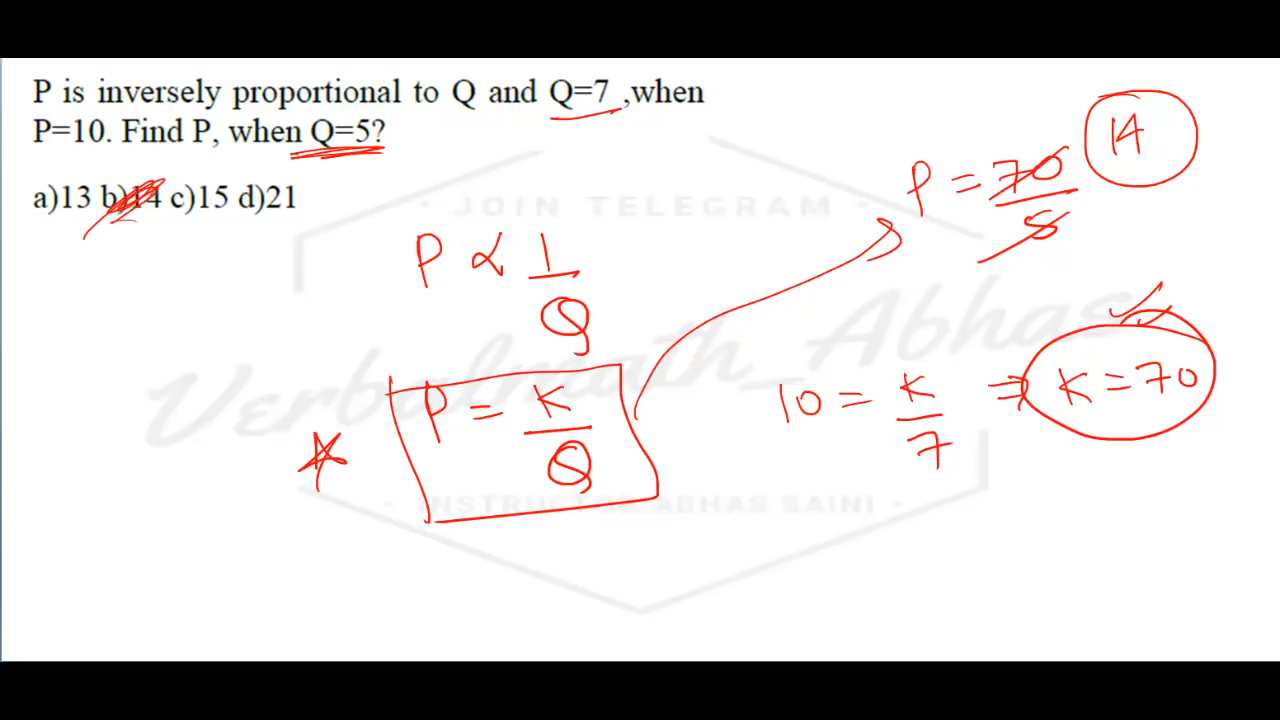 P is inversely proportional to Q and Q=7 ,when
P=10. Find P, when Q=5?
a)13 b)14 c)15 d)21
P = 70/5
14
- JOIN TELEGRAM -
P ∝ 1/Q
Verbalmath_Abhas
P = K/Q
10 = K/7 ⇒ K = 70
- INSTRUCTOR ABHAS SAINI -